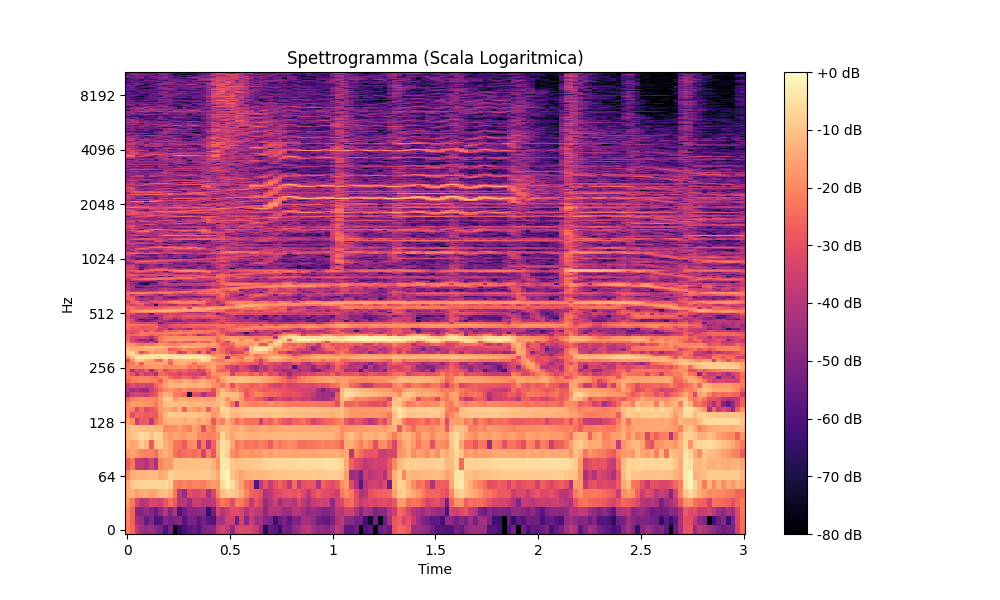 Spettrogramma (Scala Logaritmica)
8192
4096
2048
1024
512
256
128
64
0
Hz
0 0.5 1 1.5 2 2.5 3
Time
+0 dB
-10 dB
-20 dB
-30 dB
-40 dB
-50 dB
-60 dB
-70 dB
-80 dB